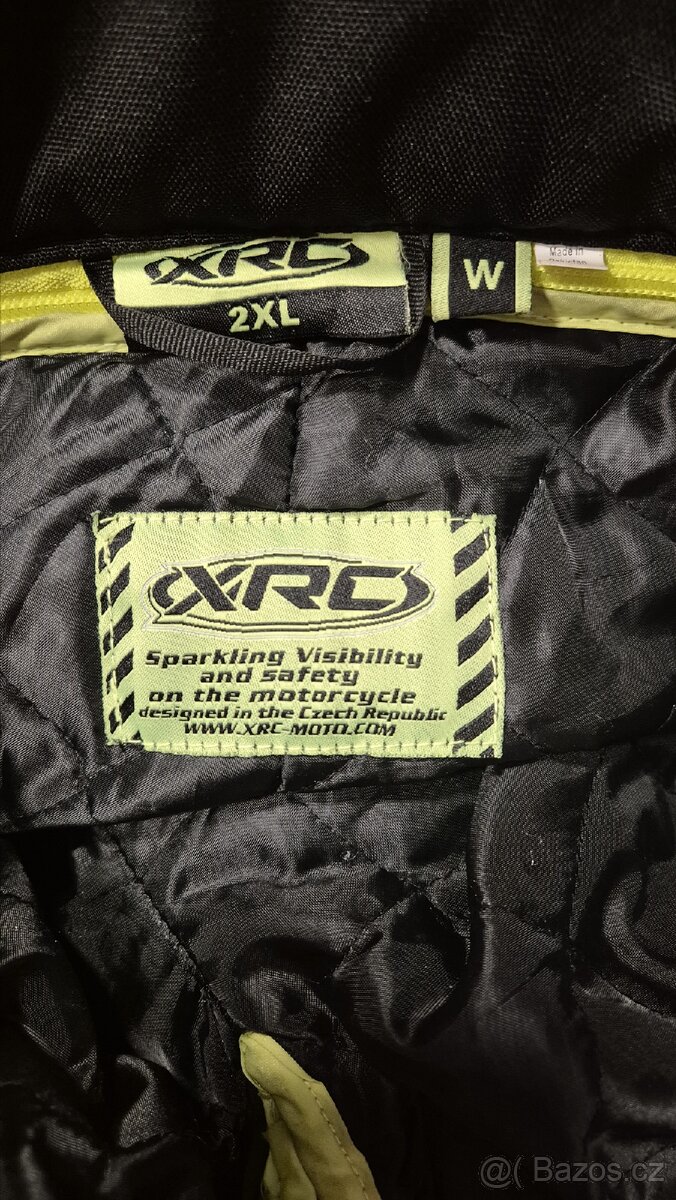 XRC
2XL
W
Made in
XRC
Sparkling Visibility
and safety
on the motorcycle
designed in the Czech Republic
WWW.XRC-MOTO.COM
@( Bazos.cz